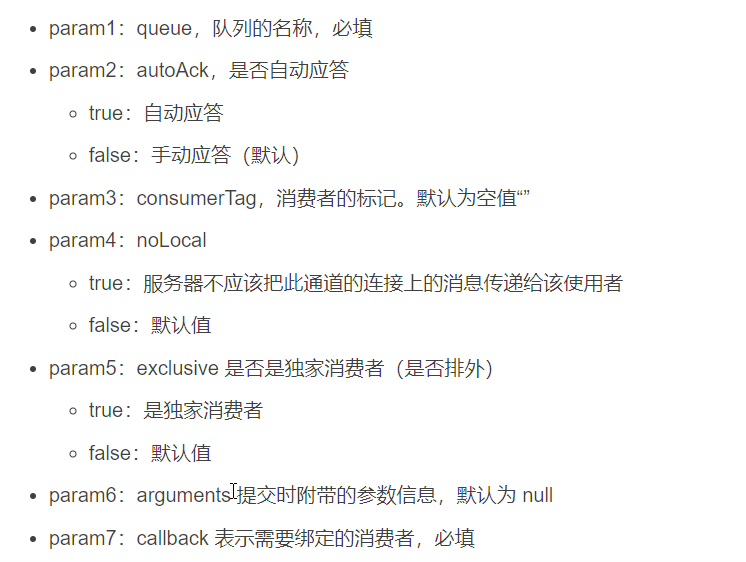 param1：queue，队列的名称，必填
param2：autoAck，是否自动应答
true：自动应答
false：手动应答（默认）
param3：consumerTag，消费者的标记。默认为空值“”
param4：noLocal
true：服务器不应该把此通道的连接上的消息传递给该使用者
false：默认值
param5：exclusive 是否是独家消费者（是否排外）
true：是独家消费者
false：默认值
param6：arguments 提交时附带的参数信息，默认为 null
param7：callback 表示需要绑定的消费者，必填